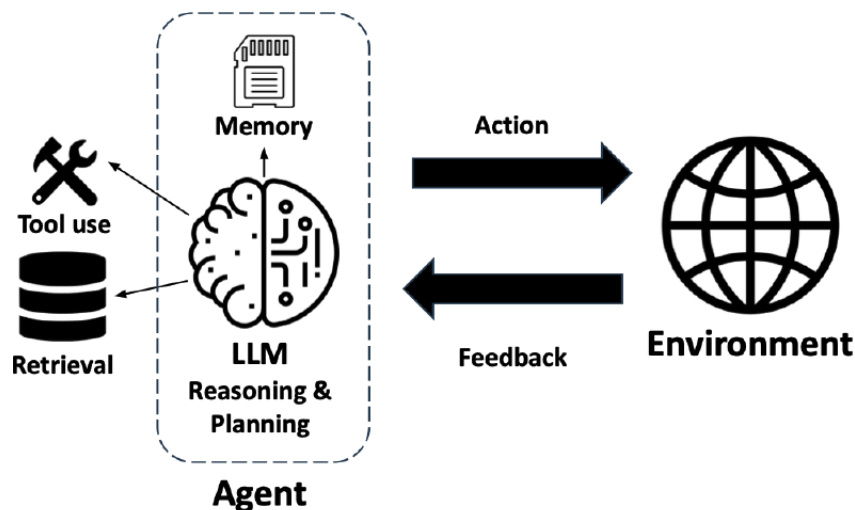 Memory
Action
Tool use
Retrieval
LLM
Reasoning &
Planning
Feedback
Environment
Agent